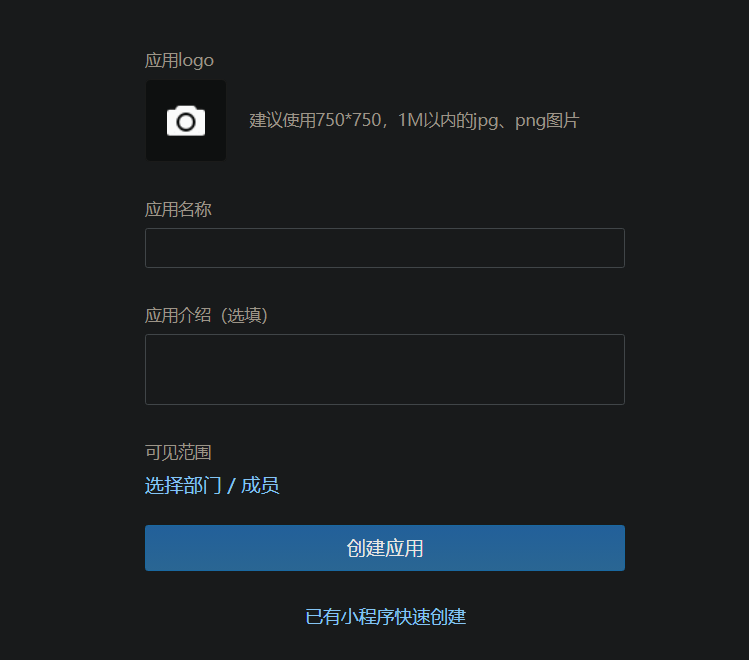 应用logo
建议使用750*750，1M以内的jpg、png图片
应用名称
应用介绍（选填）
可见范围
选择部门 / 成员
创建应用
已有小程序快速创建